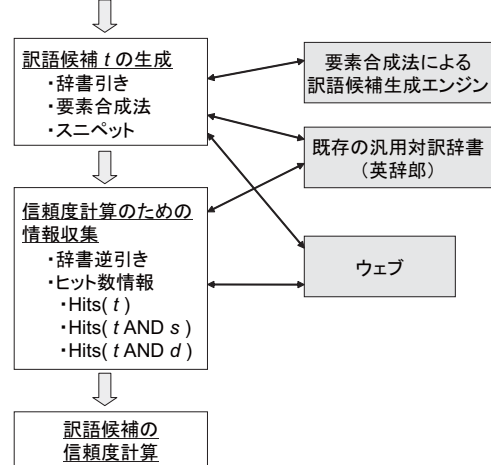 訳語候補 t の生成
・辞書引き
・要素合成法
・スニペット
要素合成法による
訳語候補生成エンジン
既存の汎用対訳辞書
（英辞郎）
信頼度計算のための
情報収集
・辞書逆引き
・ヒット数情報
・Hits( t )
・Hits( t AND s )
・Hits( t AND d )
ウェブ
訳語候補の
信頼度計算